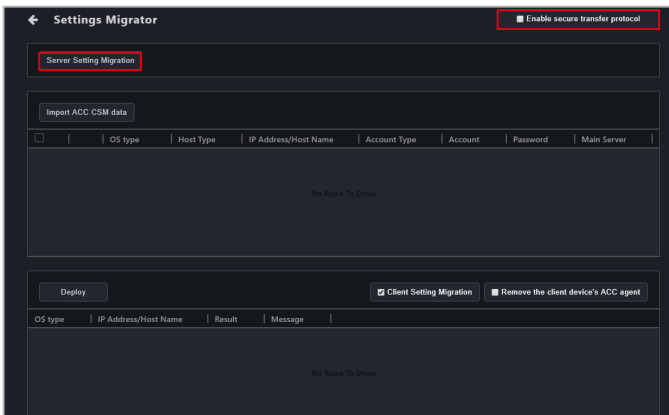 Settings Migrator
Enable secure transfer protocol
Server Setting Migration
Import ACC CSM data
OS type Host Type IP Address/Host Name Account Type Account Password Main Server
No Rows To Show
Deploy
Client Setting Migration
Remove the client device's ACC agent
OS type IP Address/Host Name Result Message
No Rows To Show